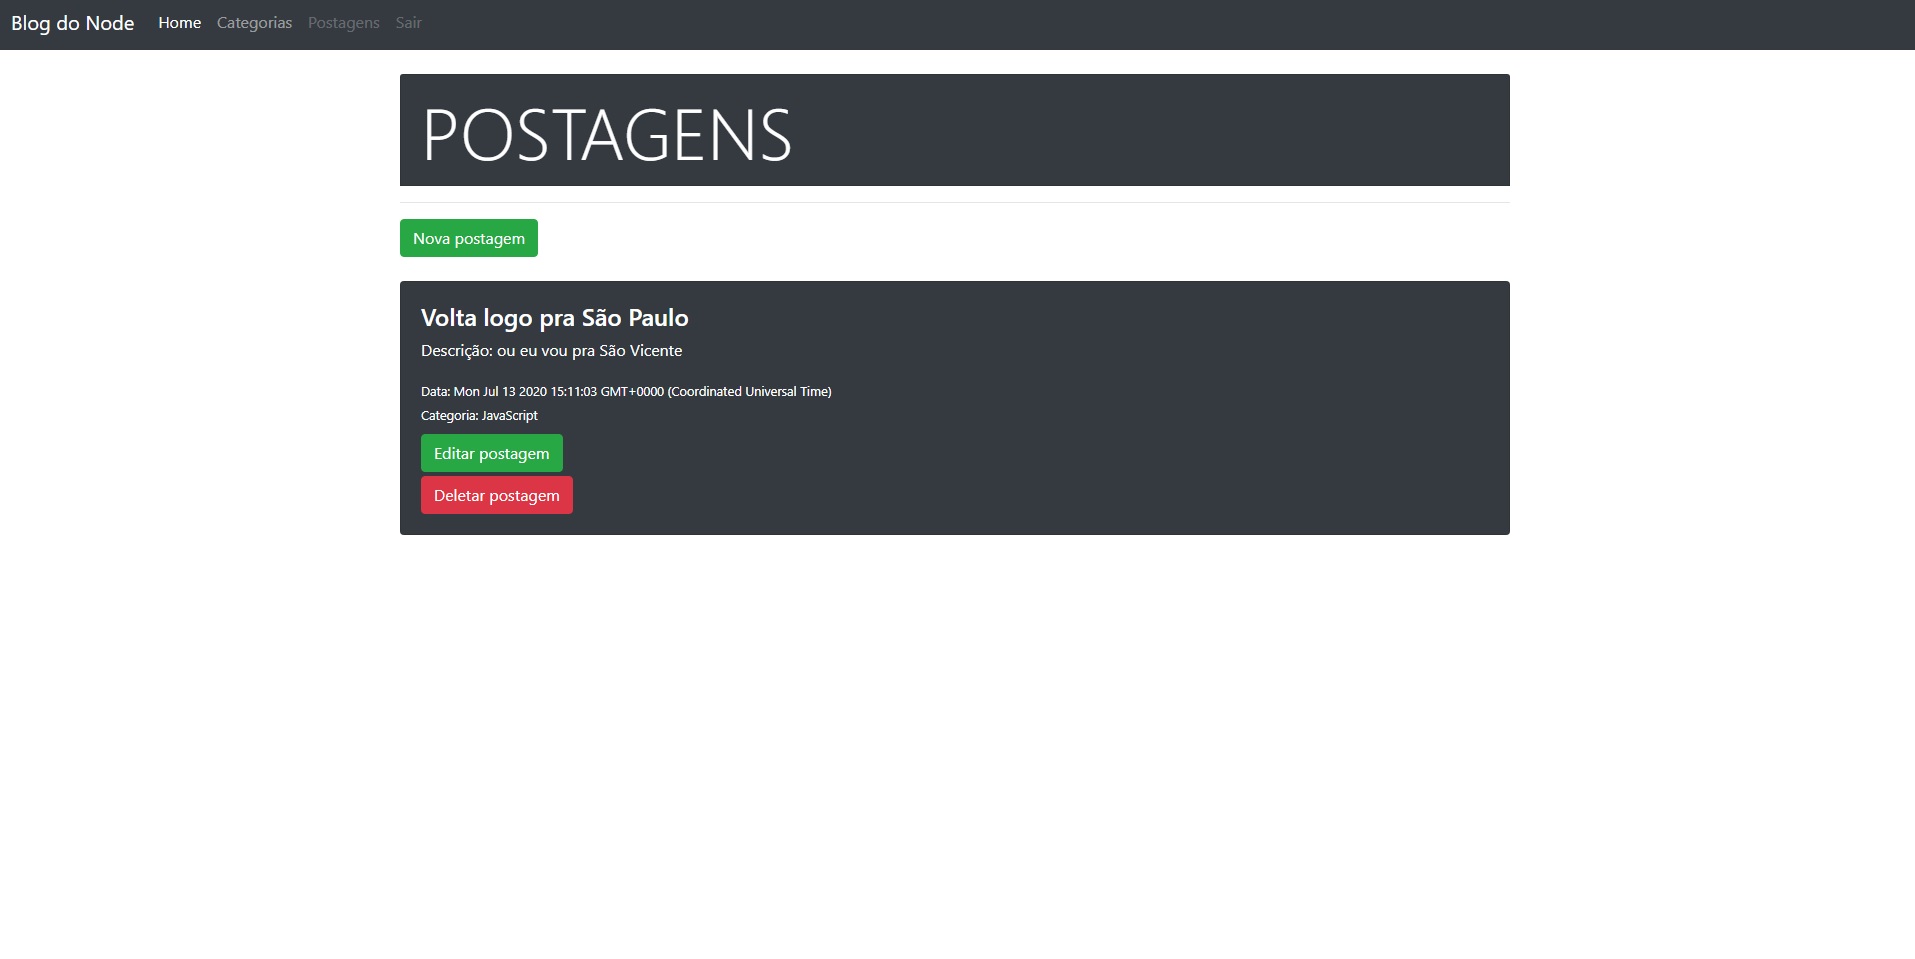 Blog do Node Home Categorias Postagens Sair
POSTAGENS
Nova postagem
Volta logo pra São Paulo
Descrição: ou eu vou pra São Vicente
Data: Mon Jul 13 2020 15:11:03 GMT+0000 (Coordinated Universal Time)
Categoria: JavaScript
Editar postagem
Deletar postagem